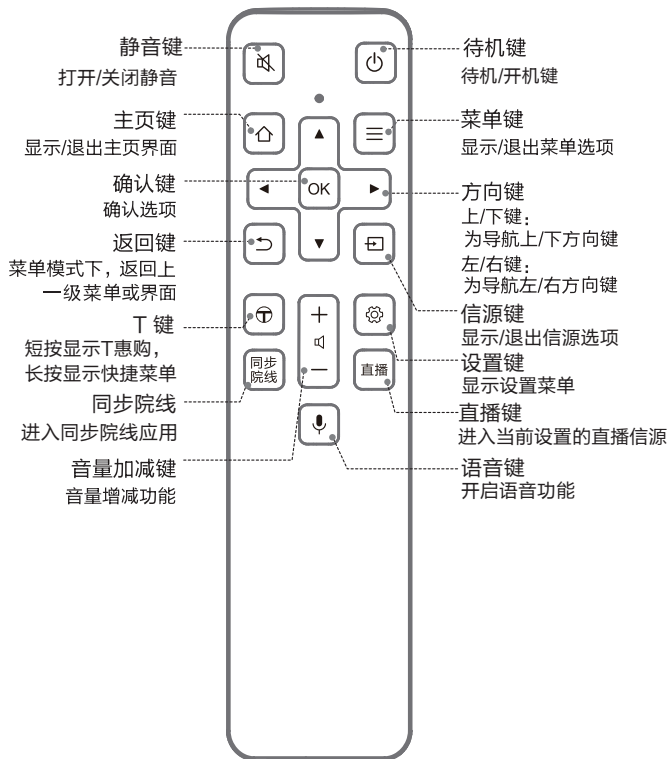 静音键
打开/关闭静音
主页键
显示/退出主页界面
确认键
确认选项
返回键
菜单模式下，返回上
一级菜单或界面
T 键
短按显示T惠购，
长按显示快捷菜单
同步院线
进入同步院线应用
音量加减键
音量增减功能
OK
同步
院线
直播
待机键
待机/开机键
菜单键
显示/退出菜单选项
方向键
上/下键：
为导航上/下方向键
左/右键：
为导航左/右方向键
信源键
显示/退出信源选项
设置键
显示设置菜单
直播键
进入当前设置的直播信源
语音键
开启语音功能